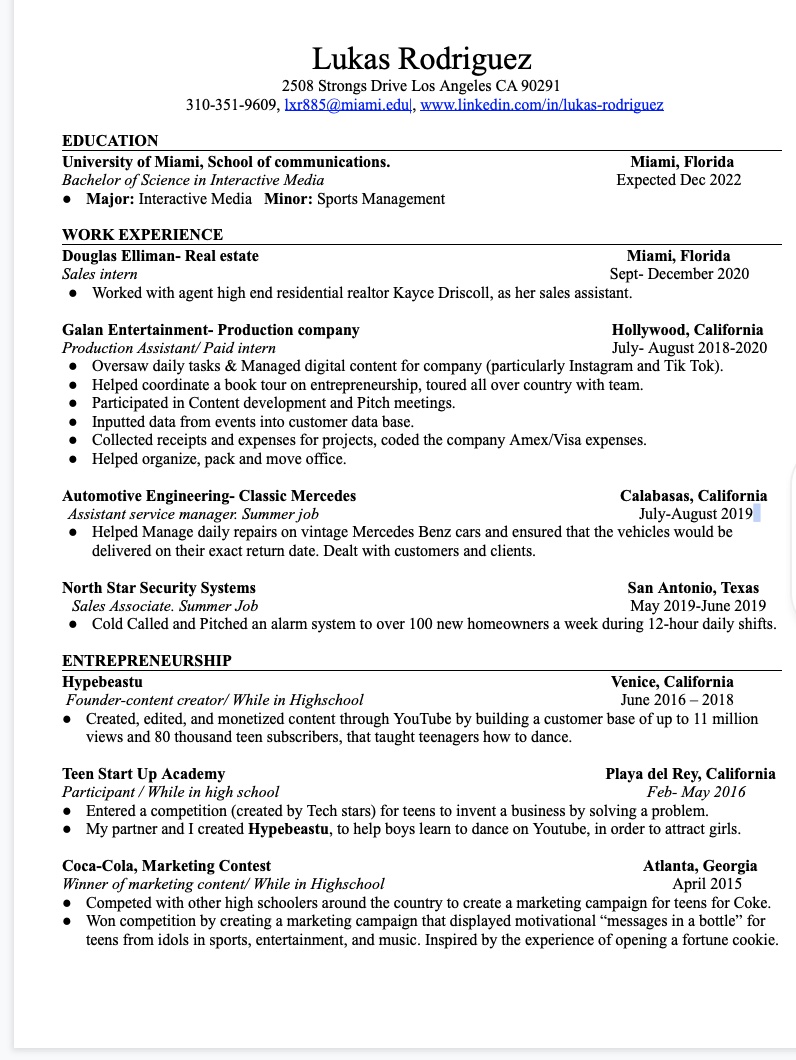 Lukas Rodriguez
2508 Strongs Drive Los Angeles CA 90291
310-351-9609, lxr885@miami.edu, www.linkedin.com/in/lukas-rodriguez
EDUCATION
University of Miami, School of communications. Miami, Florida
Bachelor of Science in Interactive Media Expected Dec 2022
● Major: Interactive Media Minor: Sports Management
WORK EXPERIENCE
Douglas Elliman- Real estate Miami, Florida
Sales intern Sept- December 2020
● Worked with agent high end residential realtor Kayce Driscoll, as her sales assistant.
Galan Entertainment- Production company Hollywood, California
Production Assistant/ Paid intern July- August 2018-2020
● Oversaw daily tasks & Managed digital content for company (particularly Instagram and Tik Tok).
● Helped coordinate a book tour on entrepreneurship, toured all over country with team.
● Participated in Content development and Pitch meetings.
● Inputted data from events into customer data base.
● Collected receipts and expenses for projects, coded the company Amex/Visa expenses.
● Helped organize, pack and move office.
Automotive Engineering- Classic Mercedes Calabasas, California
Assistant service manager. Summer job July-August 2019
● Helped Manage daily repairs on vintage Mercedes Benz cars and ensured that the vehicles would be
delivered on their exact return date. Dealt with customers and clients.
North Star Security Systems San Antonio, Texas
Sales Associate. Summer Job May 2019-June 2019
● Cold Called and Pitched an alarm system to over 100 new homeowners a week during 12-hour daily shifts.
ENTREPRENEURSHIP
Hypebeastu Venice, California
Founder-content creator/ While in Highschool June 2016 – 2018
● Created, edited, and monetized content through YouTube by building a customer base of up to 11 million
views and 80 thousand teen subscribers, that taught teenagers how to dance.
Teen Start Up Academy Playa del Rey, California
Participant / While in high school Feb- May 2016
● Entered a competition (created by Tech stars) for teens to invent a business by solving a problem.
● My partner and I created Hypebeastu, to help boys learn to dance on Youtube, in order to attract girls.
Coca-Cola, Marketing Contest Atlanta, Georgia
Winner of marketing content/ While in Highschool April 2015
● Competed with other high schoolers around the country to create a marketing campaign for teens for Coke.
● Won competition by creating a marketing campaign that displayed motivational “messages in a bottle” for
teens from idols in sports, entertainment, and music. Inspired by the experience of opening a fortune cookie.